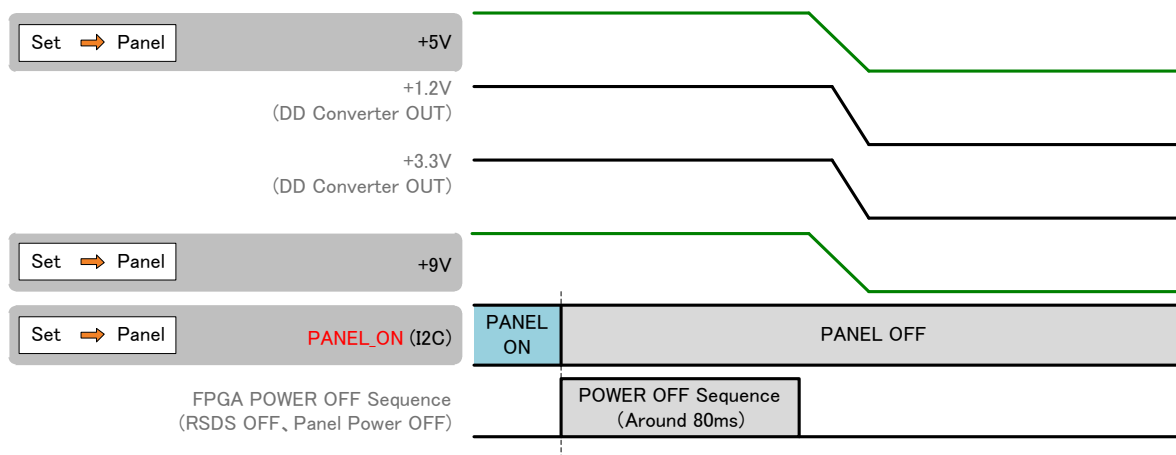 Set Panel +5V
+1.2V
(DD Converter OUT)
+3.3V
(DD Converter OUT)
Set Panel +9V
Set Panel PANEL_ON (I2C)
PANEL
ON
PANEL OFF
FPGA POWER OFF Sequence
(RSDS OFF、Panel Power OFF)
POWER OFF Sequence
(Around 80ms)